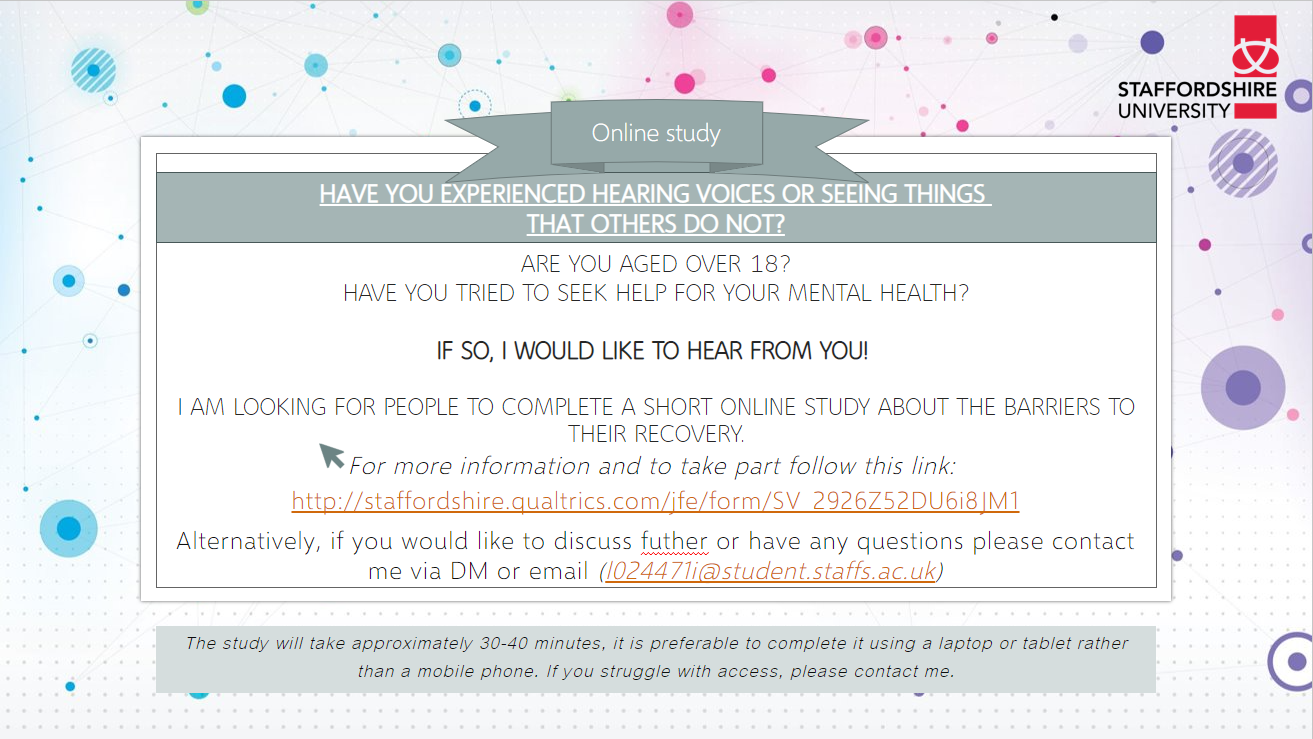 STAFFORDSHIRE
UNIVERSITY
Online study
HAVE YOU EXPERIENCED HEARING VOICES OR SEEING THINGS
THAT OTHERS DO NOT?
ARE YOU AGED OVER 18?
HAVE YOU TRIED TO SEEK HELP FOR YOUR MENTAL HEALTH?
IF SO, I WOULD LIKE TO HEAR FROM YOU!
I AM LOOKING FOR PEOPLE TO COMPLETE A SHORT ONLINE STUDY ABOUT THE BARRIERS TO
THEIR RECOVERY.
For more information and to take part follow this link:
http://staffordshire.qualtrics.com/jfe/form/SV_2926Z52DU6i8JM1
Alternatively, if you would like to discuss futher or have any questions please contact
me via DM or email (l024471i@student.staffs.ac.uk)
The study will take approximately 30-40 minutes, it is preferable to complete it using a laptop or tablet rather
than a mobile phone. If you struggle with access, please contact me.